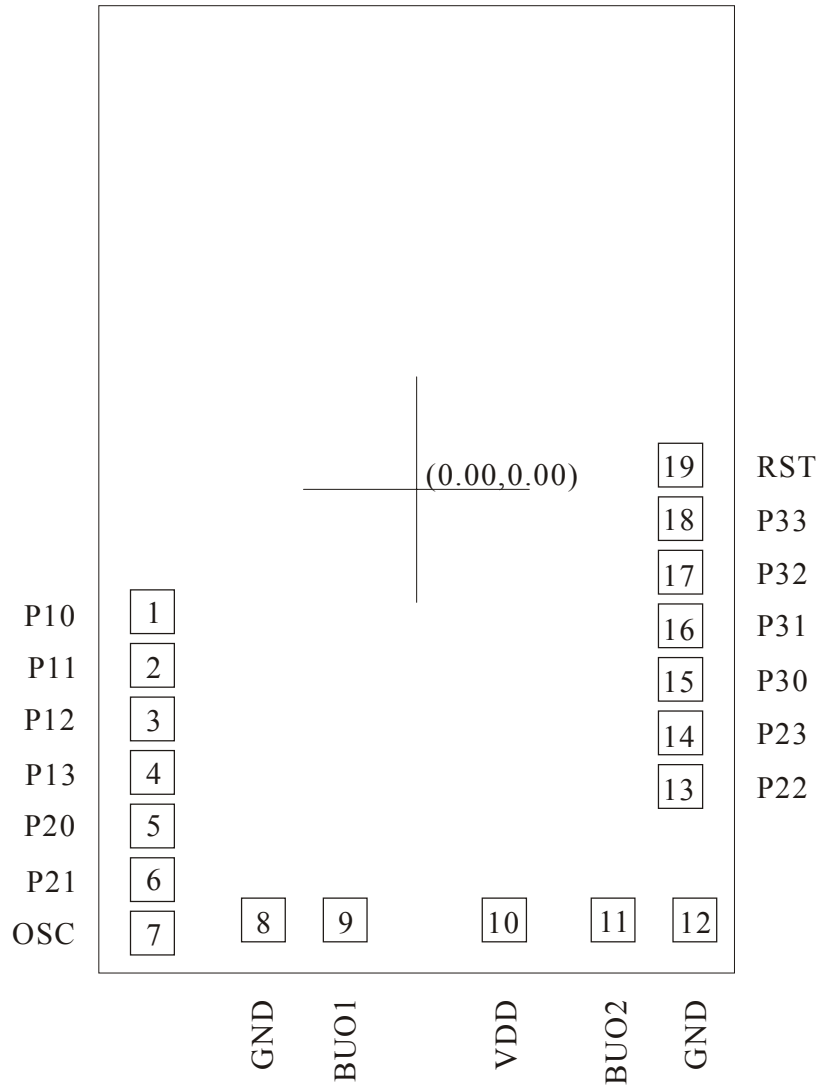 (0.00,0.00)
19 RST
18 P33
17 P32
P10 1 16 P31
P11 2 15 P30
P12 3 14 P23
P13 4 13 P22
P20 5
P21 6
OSC 7 8 9 10 11 12
GND BUO1 VDD BUO2 GND